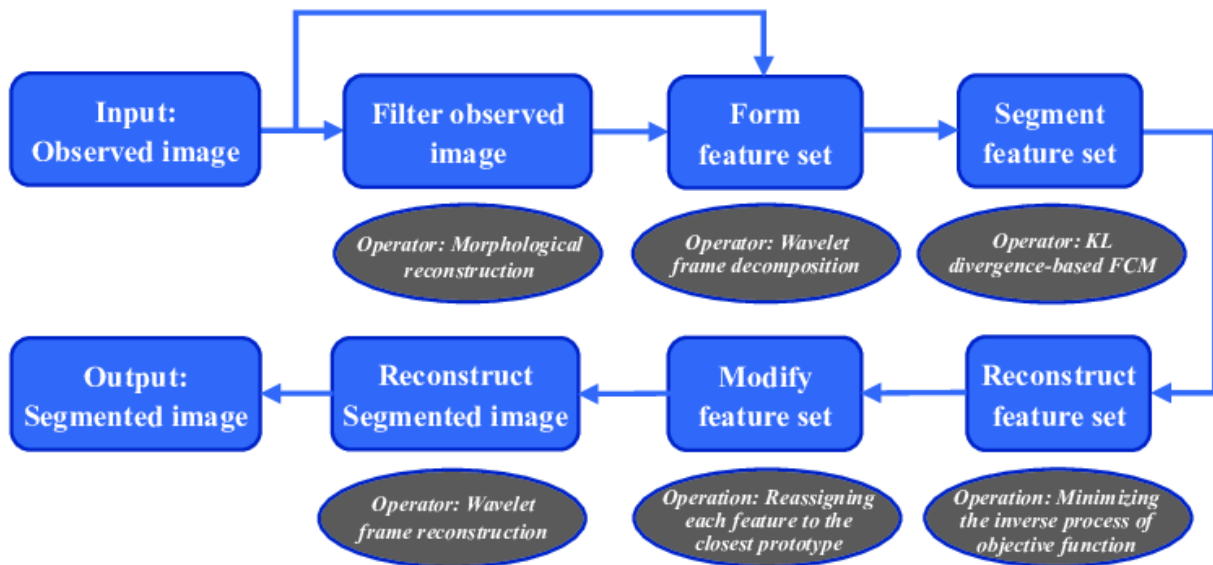 Input:
Observed image
Filter observed
image
Form
feature set
Segment
feature set
Operator: Morphological
reconstruction
Operator: Wavelet
frame decomposition
Operator: KL
divergence-based FCM
Output:
Segmented image
Reconstruct
Segmented image
Modify
feature set
Reconstruct
feature set
Operator: Wavelet
frame reconstruction
Operation: Reassigning
each feature to the
closest prototype
Operation: Minimizing
the inverse process of
objective function